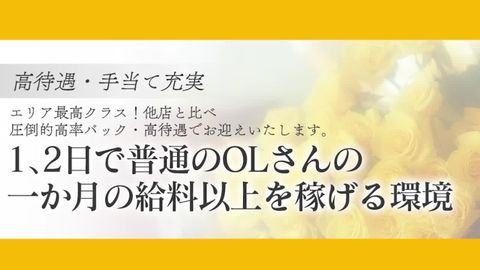 高待遇・手当て充実
エリア最高クラス！他店と比べ
圧倒的高率バック・高待遇でお迎えいたします。
1、2日で普通のOLさんの
一か月の給料以上を稼げる環境